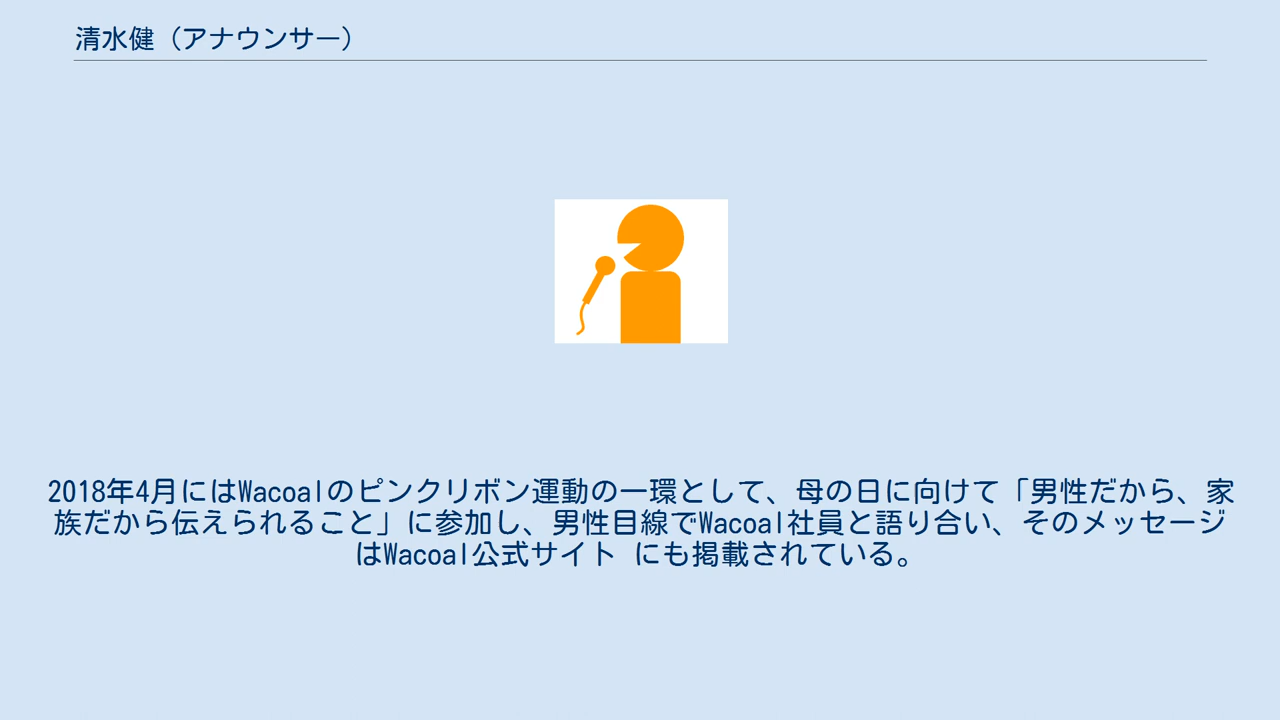 清水健（アナウンサー）
2018年4月にはWacoalのピンクリボン運動の一環として、母の日に向けて「男性だから、家
族だから伝えられること」に参加し、男性目線でWacoal社員と語り合い、そのメッセージ
はWacoal公式サイト にも掲載されている。